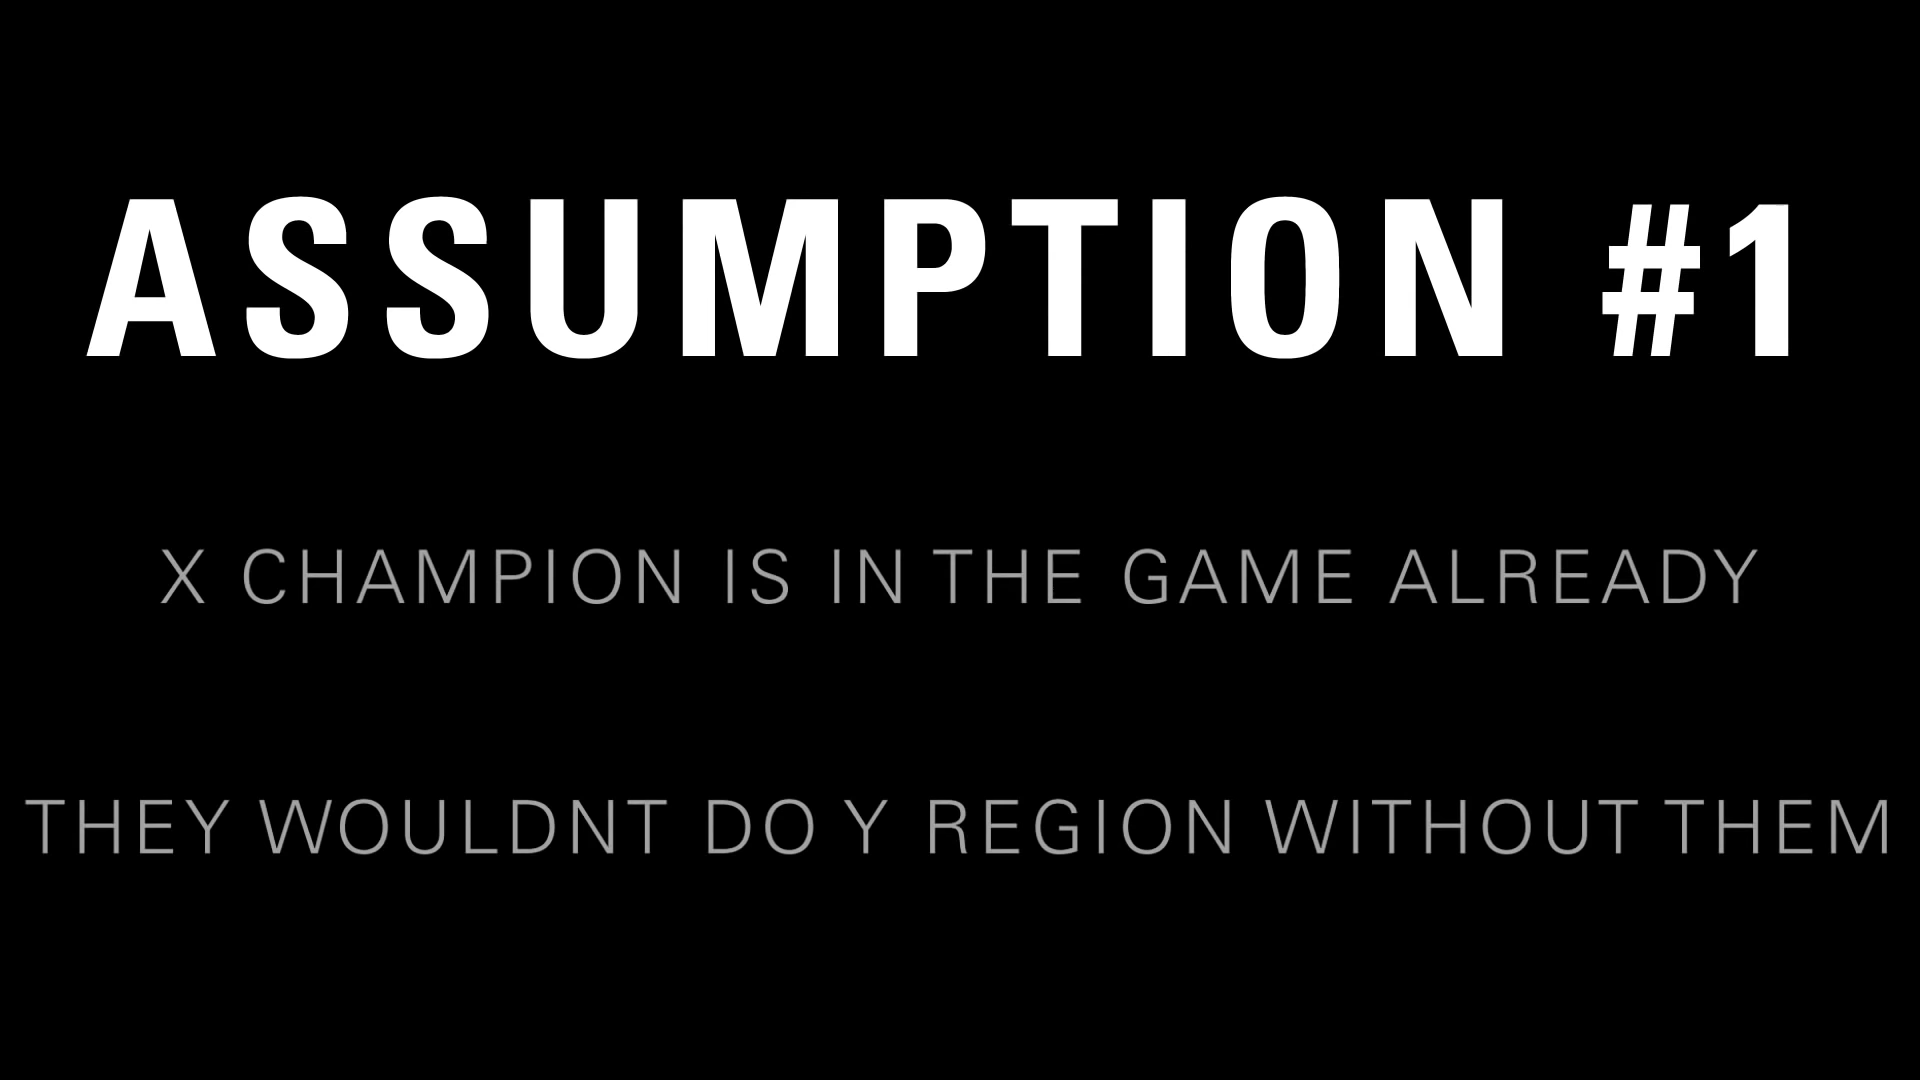 ASSUMPTION #1
X CHAMPION IS IN THE GAME ALREADY
THEY WOULDNT DO Y REGION WITHOUT THEM